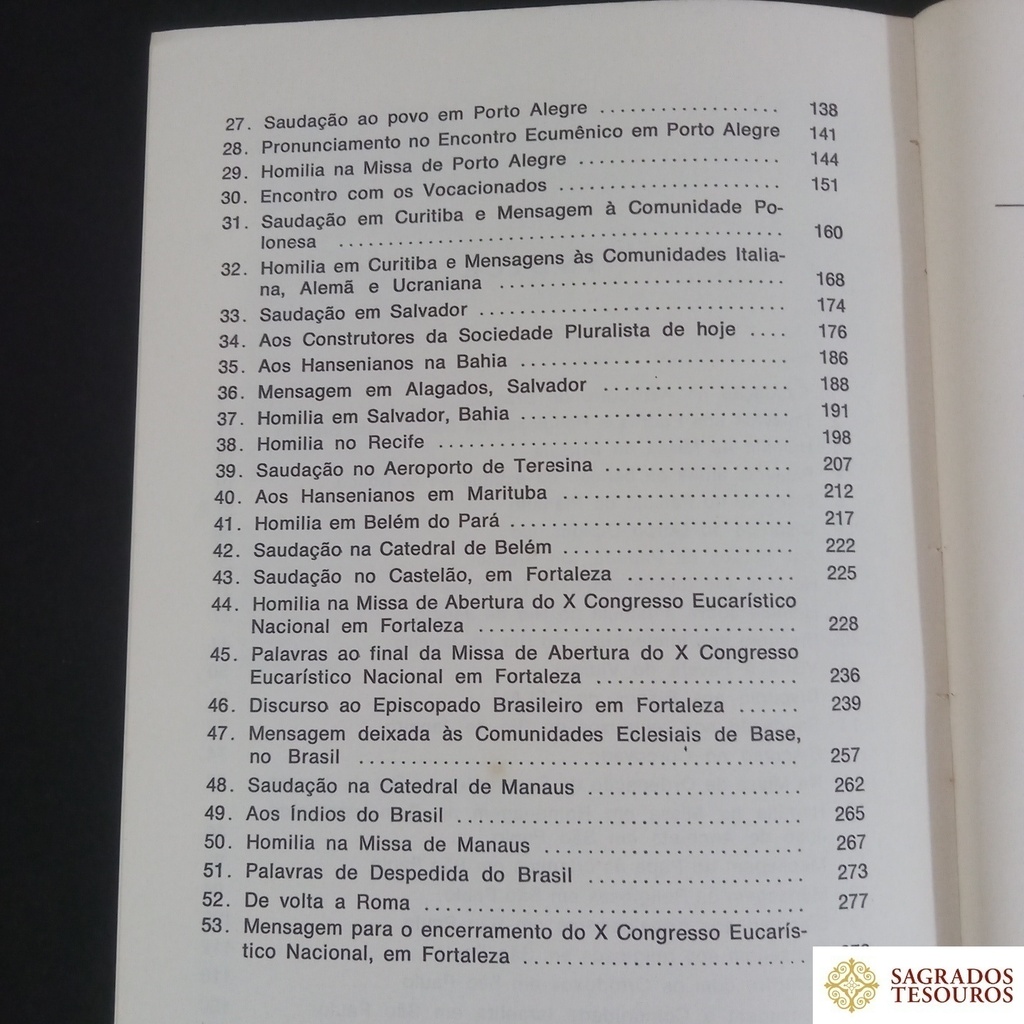 27. Saudação ao povo em Porto Alegre .................. 138
28. Pronunciamento no Encontro Ecumênico em Porto Alegre 141
29. Homilia na Missa de Porto Alegre .................... 144
30. Encontro com os Vocacionados ...................... 151
31. Saudação em Curitiba e Mensagem à Comunidade Po-
lonesa ............................................ 160
32. Homilia em Curitiba e Mensagens às Comunidades Italia-
na, Alemã e Ucraniana ............................ 168
33. Saudação em Salvador .............................. 174
34. Aos Construtores da Sociedade Pluralista de hoje .... 176
35. Aos Hansenianos na Bahia ........................... 186
36. Mensagem em Alagados, Salvador ................... 188
37. Homilia em Salvador, Bahia ........................... 191
38. Homilia no Recife ................................... 198
39. Saudação no Aeroporto de Teresina ................... 207
40. Aos Hansenianos em Marituba ....................... 212
41. Homilia em Belém do Pará ............................ 217
42. Saudação na Catedral de Belém ....................... 222
43. Saudação no Castelão, em Fortaleza ................ 225
44. Homilia na Missa de Abertura do X Congresso Eucarístico
Nacional em Fortaleza ............................... 228
45. Palavras ao final da Missa de Abertura do X Congresso
Eucarístico Nacional em Fortaleza .................... 236
46. Discurso ao Episcopado Brasileiro em Fortaleza ...... 239
47. Mensagem deixada às Comunidades Eclesiais de Base,
no Brasil ........................................... 257
48. Saudação na Catedral de Manaus ..................... 262
49. Aos Índios do Brasil .................................. 265
50. Homilia na Missa de Manaus ......................... 267
51. Palavras de Despedida do Brasil ..................... 273
52. De volta a Roma ..................................... 277
53. Mensagem para o encerramento do X Congresso Eucarís-
tico Nacional, em Fortaleza ............................
SAGRADOS
TESOUROS